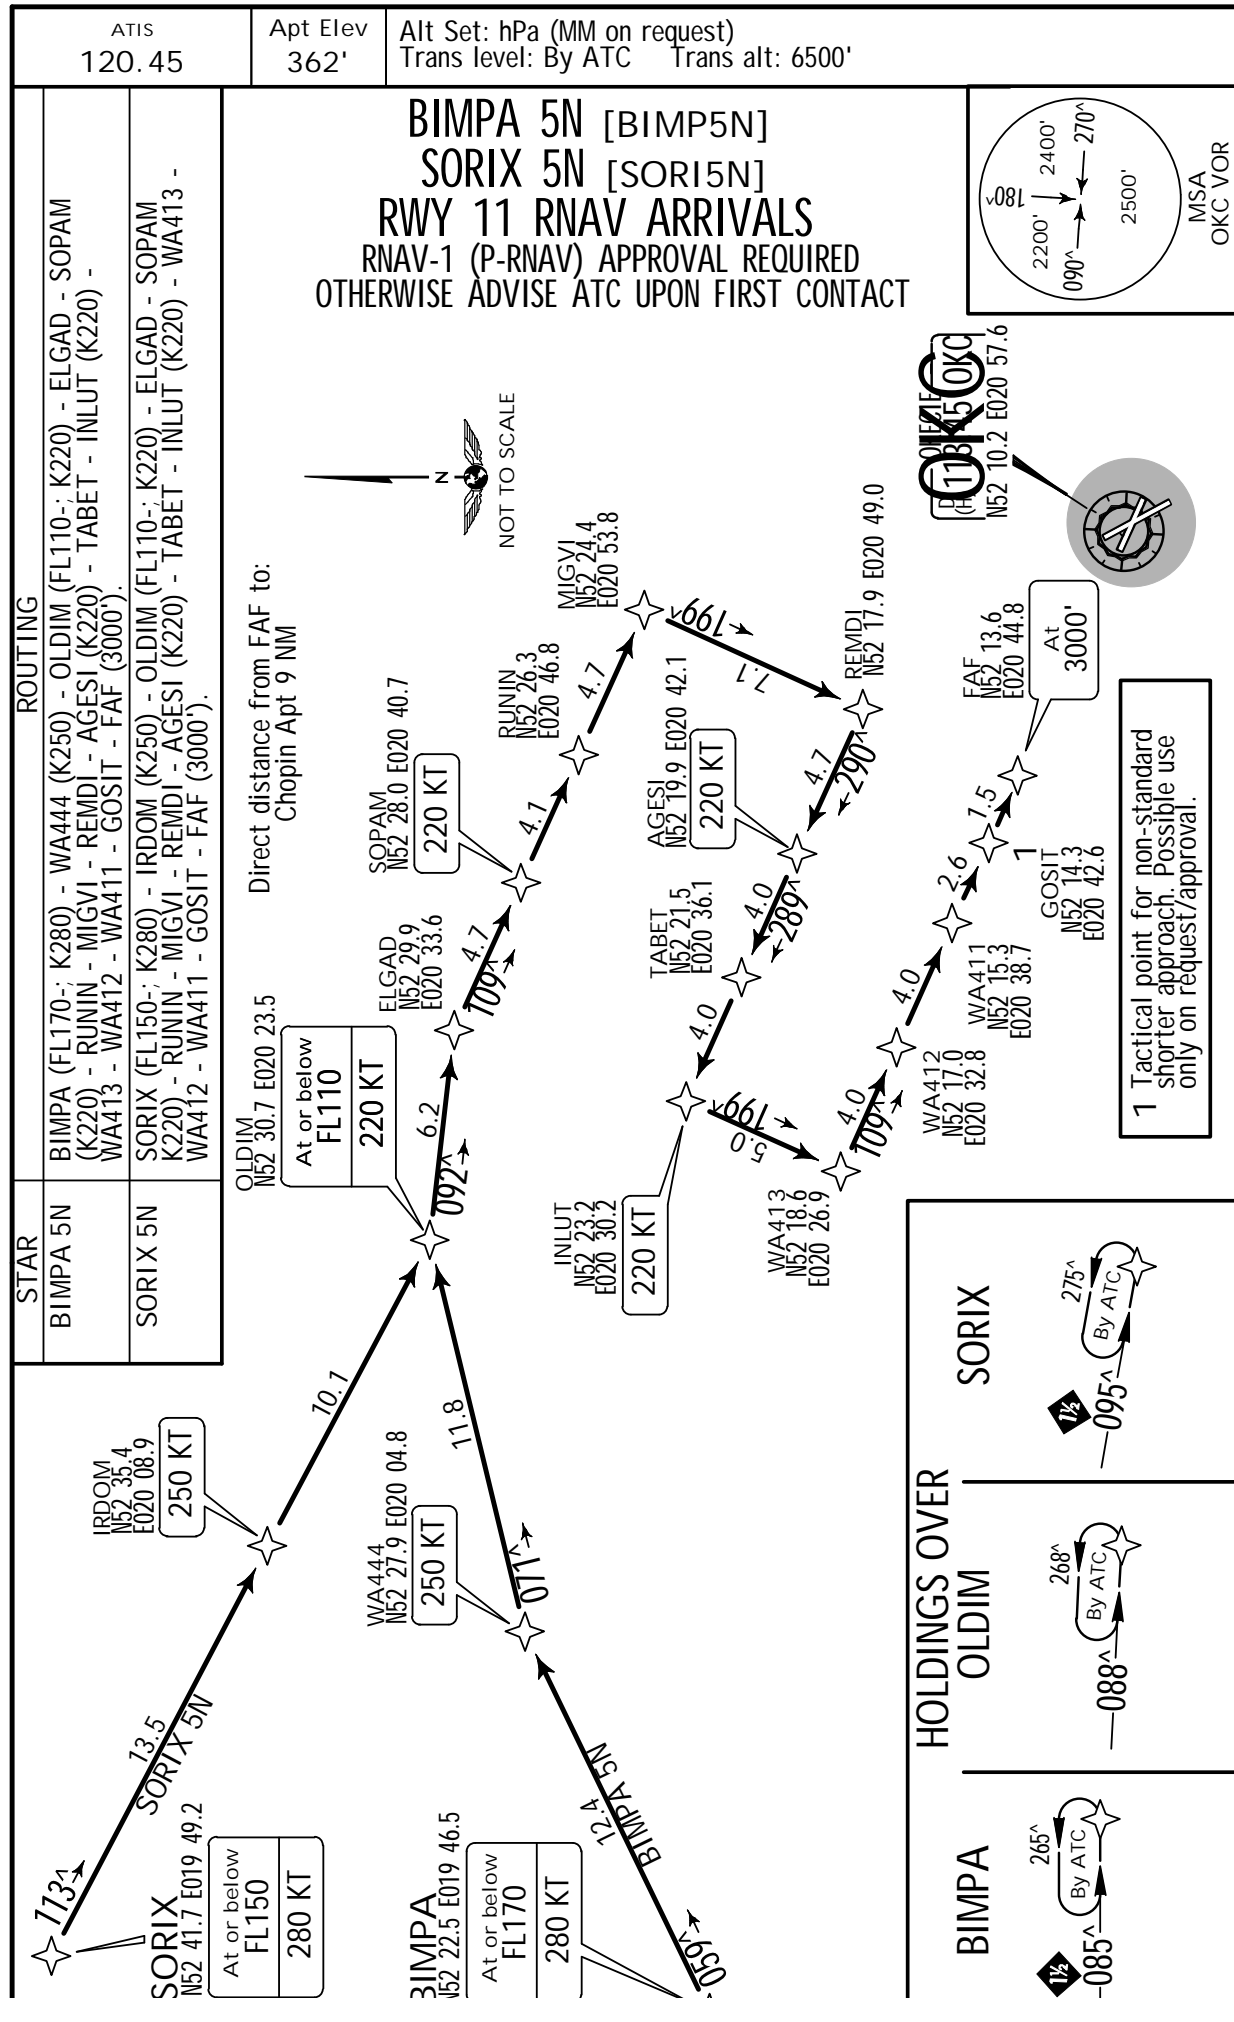 ATIS
120.45
Apt Elev
362'
Alt Set: hPa (MM on request)
Trans level: By ATC Trans alt: 6500'
BIMPA 5N [BIMP5N]
SORIX 5N [SORI5N]
RWY 11 RNAV ARRIVALS
RNAV-1 (P-RNAV) APPROVAL REQUIRED
OTHERWISE ADVISE ATC UPON FIRST CONTACT
270^
180^
090^
2400'
2200'
2500'
MSA
OKC VOR
STAR
ROUTING
BIMPA 5N
BIMPA (FL170-; K280) - WA444 (K250) - OLDIM (FL110-; K220) - ELGAD - SOPAM
(K220) - RUNIN - MIGVI - REMDI - AGESI (K220) - TABET - INLUT (K220) -
WA413 - WA412 - WA411 - GOSIT - FAF (3000').
SORIX 5N
SORIX (FL150-; K280) - IRDOM (K250) - OLDIM (FL110-; K220) - ELGAD - SOPAM
K220) - RUNIN - MIGVI - REMDI - AGESI (K220) - TABET - INLUT (K220) - WA413 -
WA412 - WA411 - GOSIT - FAF (3000').
Direct distance from FAF to:
Chopin Apt 9 NM
N
NOT TO SCALE
OKC
N52 10.2 E020 57.6
MIGVI
N52 24.4
E020 53.8
199^
7.1
REMDI
N52 17.9 E020 49.0
RUNIN
N52 26.3
E020 46.8
4.7
SOPAM
N52 28.0 E020 40.7
220 KT
4.1
AGESI
N52 19.9 E020 42.1
220 KT
4.7
290^
FAF
N52 13.6
E020 44.8
At
3000'
1.5
1
GOSIT
N52 14.3
E020 42.6
2.6
ELGAD
N52 29.9
E020 33.6
4.7
109^
TABET
N52 21.5
E020 36.1
4.0
289^
WA411
N52 15.3
E020 38.7
4.0
WA412
N52 17.0
E020 32.8
4.0
109^
1 Tactical point for non-standard
shorter approach. Possible use
only on request/approval.
OLDIM
N52 30.7 E020 23.5
At or below
FL110
220 KT
6.2
092^
4.0
INLUT
N52 23.2
E020 30.2
220 KT
199^
5.0
WA413
N52 18.6
E020 26.9
10.1
11.8
IRDOM
N52 35.4
E020 08.9
250 KT
WA444
N52 27.9 E020 04.8
250 KT
071^
13.5
SORIX 5N
113^
SORIX
N52 41.7 E019 49.2
At or below
FL150
280 KT
12.4
BIMPA 5N
059^
BIMPA
N52 22.5 E019 46.5
At or below
FL170
280 KT
HOLDINGS OVER
SORIX
275^
By ATC
095^
1½
OLDIM
268^
By ATC
088^
BIMPA
265^
By ATC
085^
1½